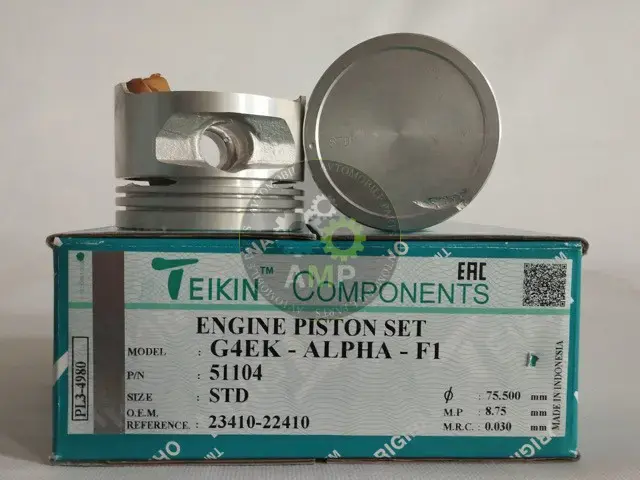 STD
AMP
TEIKIN™ COMPONENTS
EAC
ENGINE PISTON SET
MODEL : G4EK - ALPHA - F1
P/N : 51104
SIZE : STD
O.E.M.
REFERENCE. : 23410-22410
ϕ : 75.500 mm
M.P : 8.75 mm
M.R.C. : 0.030 mm
MADE IN INDONESIA
PL3-4980